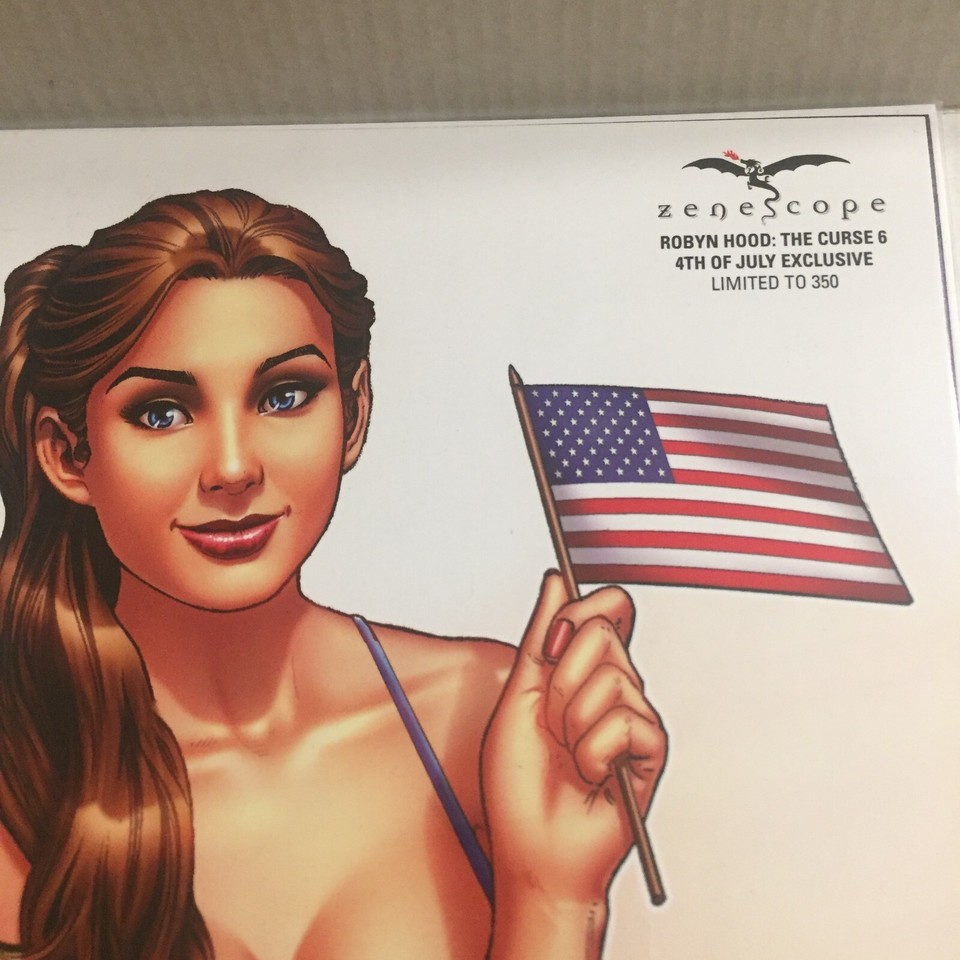 zenescope
ROBYN HOOD: THE CURSE 6
4TH OF JULY EXCLUSIVE
LIMITED TO 350